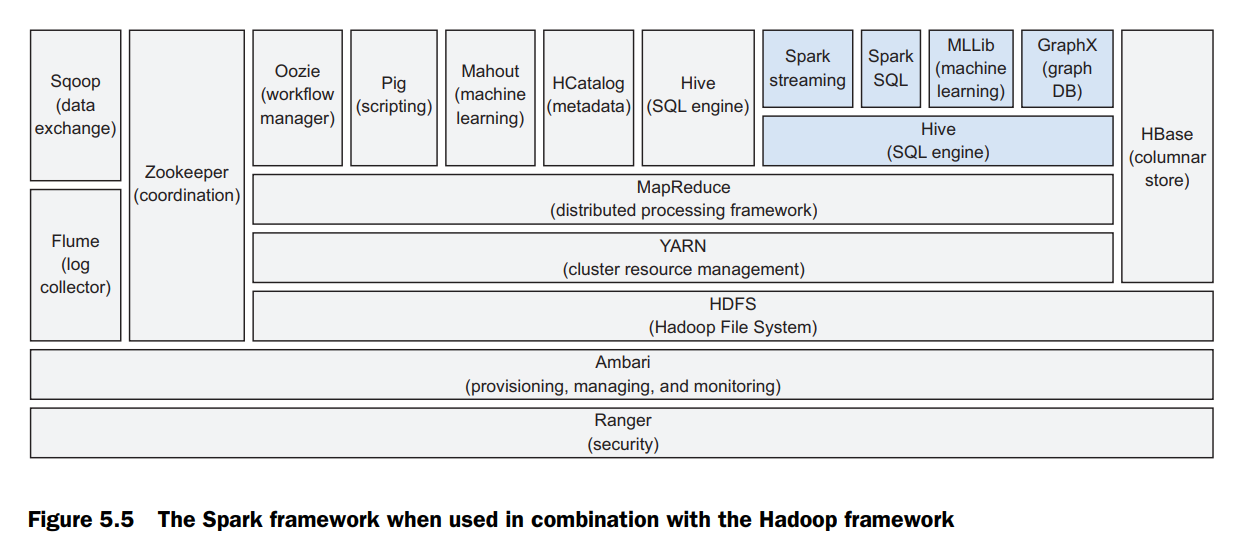 Sqoop
(data
exchange)
Flume
(log
collector)
Zookeeper
(coordination)
Oozie
(workflow
manager)
Pig
(scripting)
Mahout
(machine
learning)
HCatalog
(metadata)
Hive
(SQL engine)
Spark
streaming
Spark
SQL
MLLib
(machine
learning)
GraphX
(graph
DB)
Hive
(SQL engine)
HBase
(columnar
store)
MapReduce
(distributed processing framework)
YARN
(cluster resource management)
HDFS
(Hadoop File System)
Ambari
(provisioning, managing, and monitoring)
Ranger
(security)
Figure 5.5 The Spark framework when used in combination with the Hadoop framework